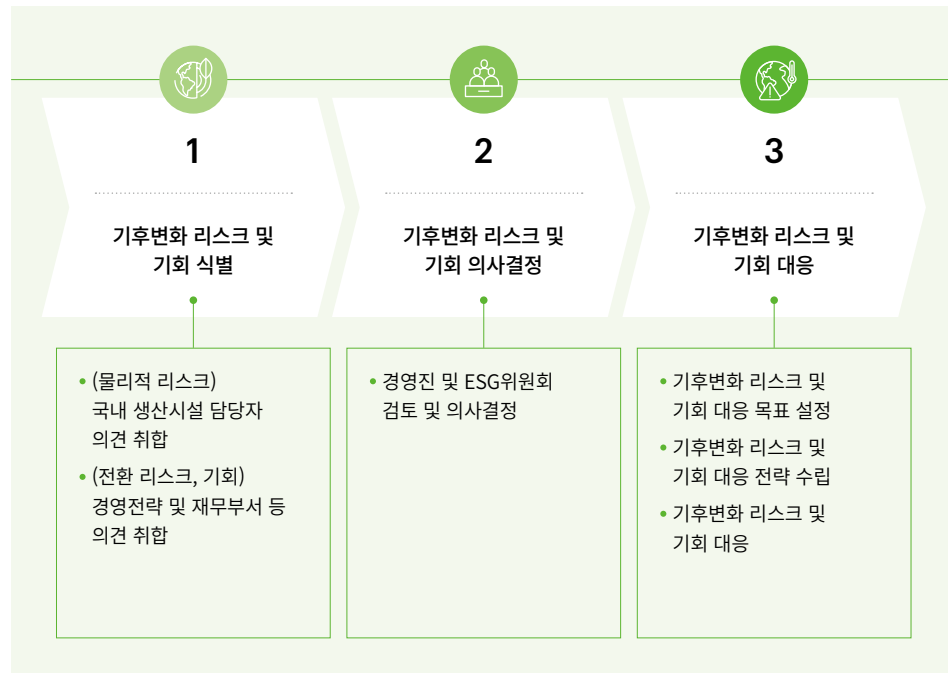 1
기후변화 리스크 및
기회 식별
• (물리적 리스크)
국내 생산시설 담당자
의견 취합
• (전환 리스크, 기회)
경영전략 및 재무부서 등
의견 취합
2
기후변화 리스크 및
기회 의사결정
• 경영진 및 ESG위원회
검토 및 의사결정
3
기후변화 리스크 및
기회 대응
• 기후변화 리스크 및
기회 대응 목표 설정
• 기후변화 리스크 및
기회 대응 전략 수립
• 기후변화 리스크 및
기회 대응